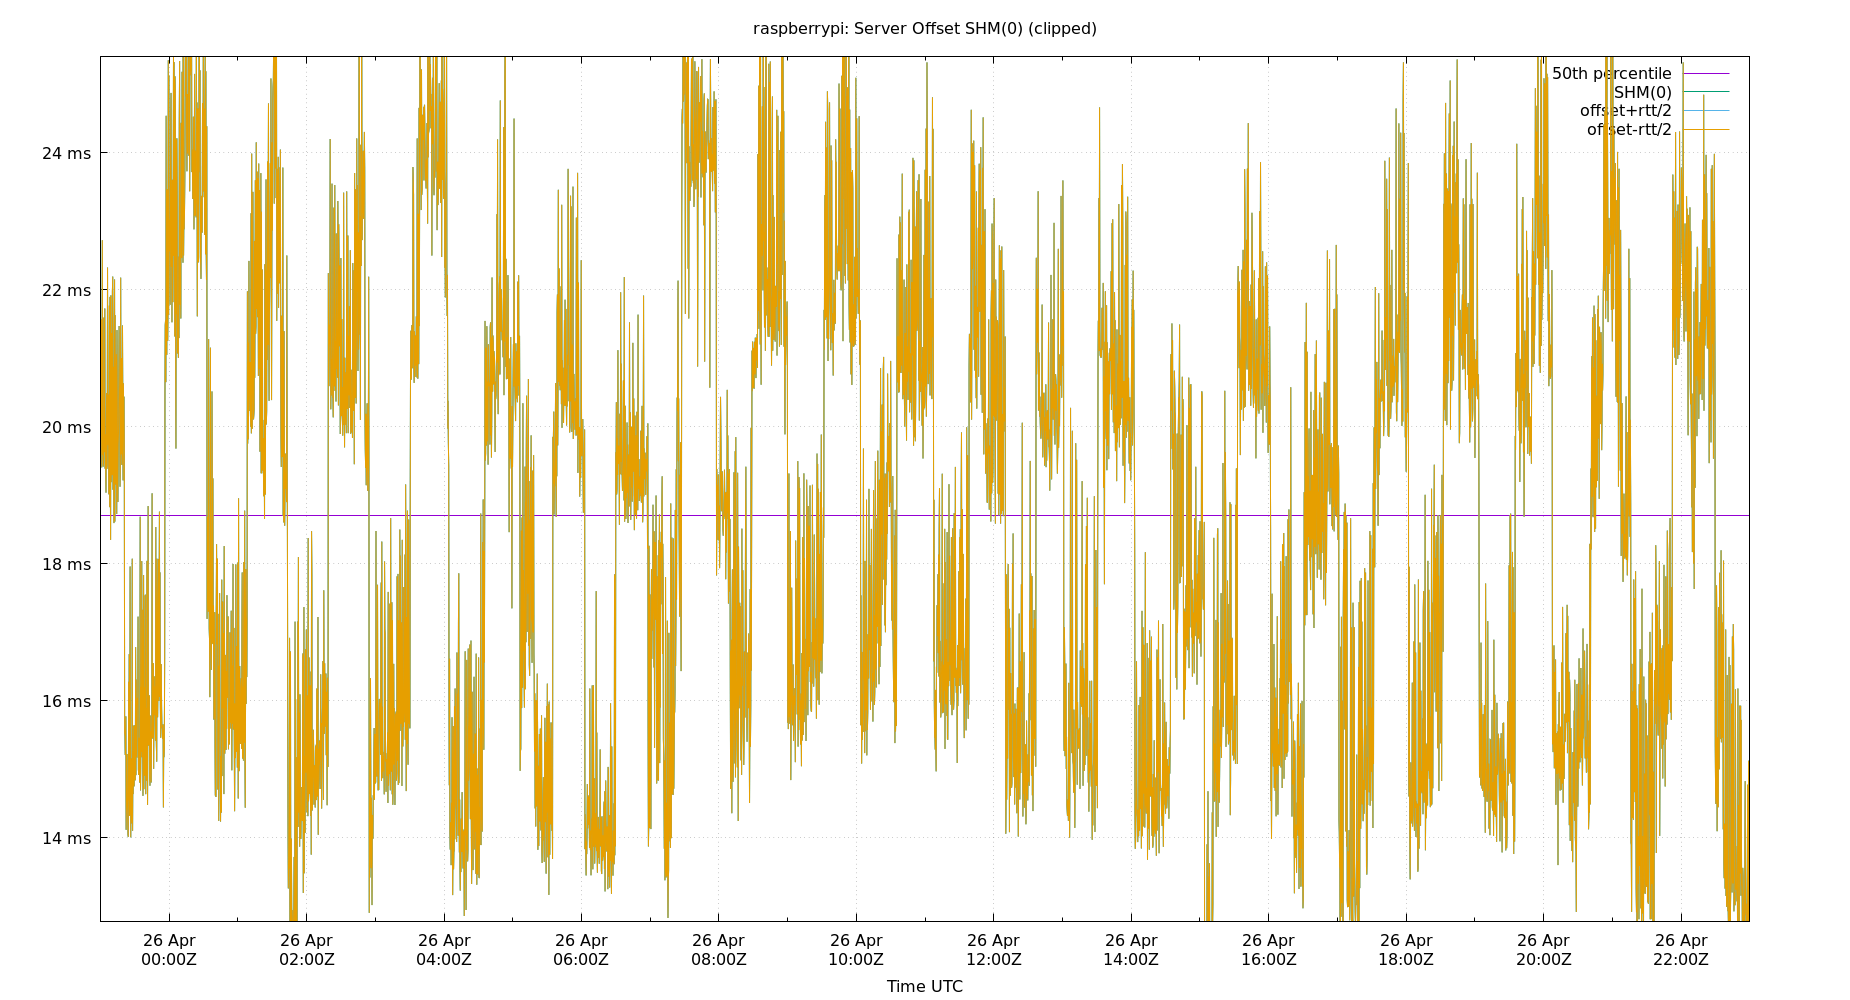 raspberrypi: Server Offset SHM(0) (clipped)
50th percentile
SHM(0)
offset+rtt/2
offset-rtt/2
24 ms
22 ms
20 ms
18 ms
16 ms
14 ms
26 Apr 26 Apr 26 Apr 26 Apr 26 Apr 26 Apr 26 Apr 26 Apr 26 Apr 26 Apr 26 Apr 26 Apr
00:00Z 02:00Z 04:00Z 06:00Z 08:00Z 10:00Z 12:00Z 14:00Z 16:00Z 18:00Z 20:00Z 22:00Z
Time UTC